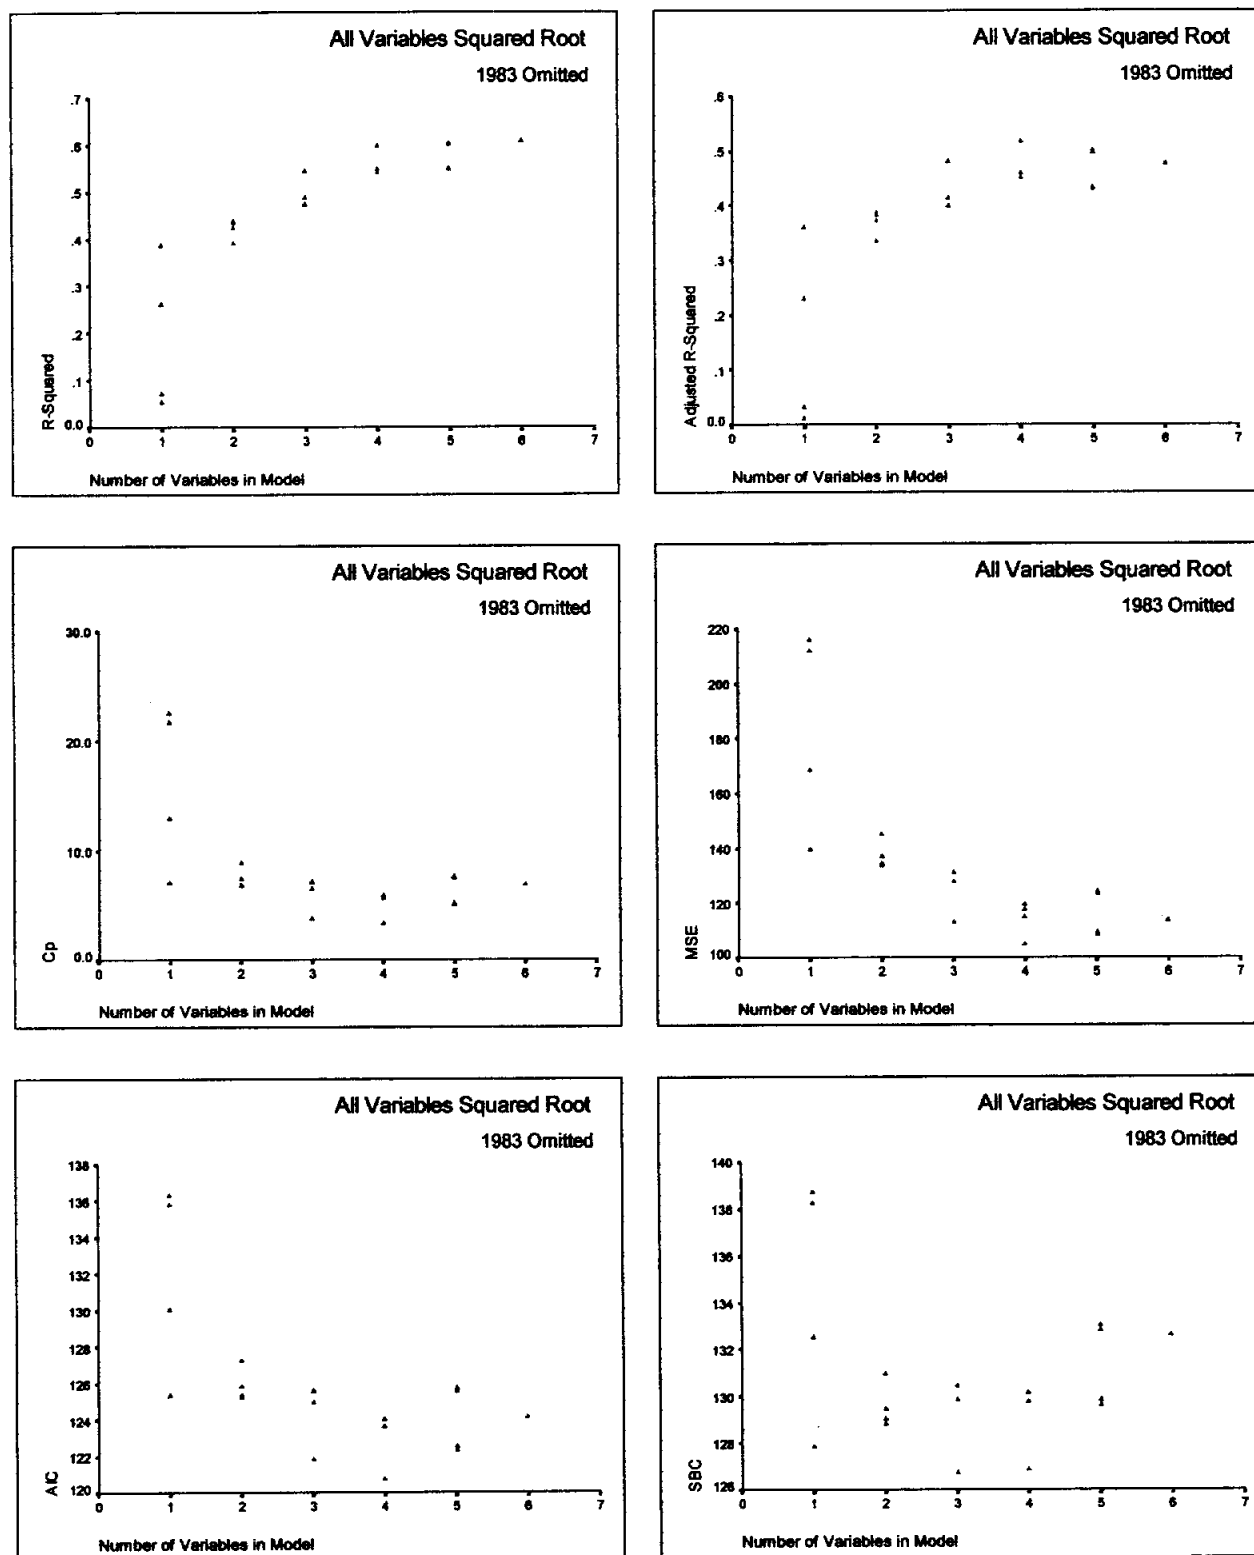 All Variables Squared Root
1983 Omitted
.7
.6
.5
.4
.3
.2
.1
0.0
R-Squared
0 1 2 3 4 5 6 7
Number of Variables in Model
All Variables Squared Root
1983 Omitted
.6
.5
.4
.3
.2
.1
0.0
Adjusted R-Squared
0 1 2 3 4 5 6 7
Number of Variables in Model
All Variables Squared Root
1983 Omitted
30.0
20.0
10.0
0.0
Cp
0 1 2 3 4 5 6 7
Number of Variables in Model
All Variables Squared Root
1983 Omitted
220
200
180
160
140
120
100
MSE
0 1 2 3 4 5 6 7
Number of Variables in Model
All Variables Squared Root
1983 Omitted
138
136
134
132
130
128
126
124
122
120
AIC
0 1 2 3 4 5 6 7
Number of Variables in Model
All Variables Squared Root
1983 Omitted
140
138
136
134
132
130
128
126
SBC
0 1 2 3 4 5 6 7
Number of Variables in Model